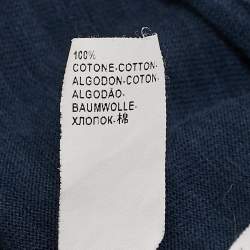 100%
COTONE-COTTON-
ALGODON-COTON-
ALGODÃO-
BAUMWOLLE-
ХЛОПОК-棉